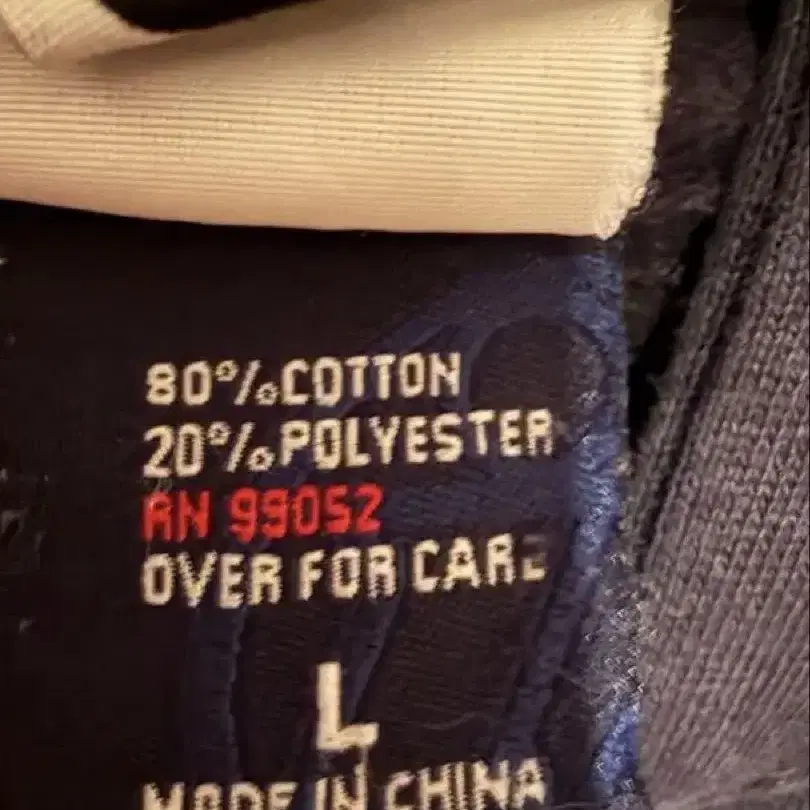 80%COTTON
20%POLYESTER
RN 99052
OVER FOR CARE
L
MADE IN CHINA